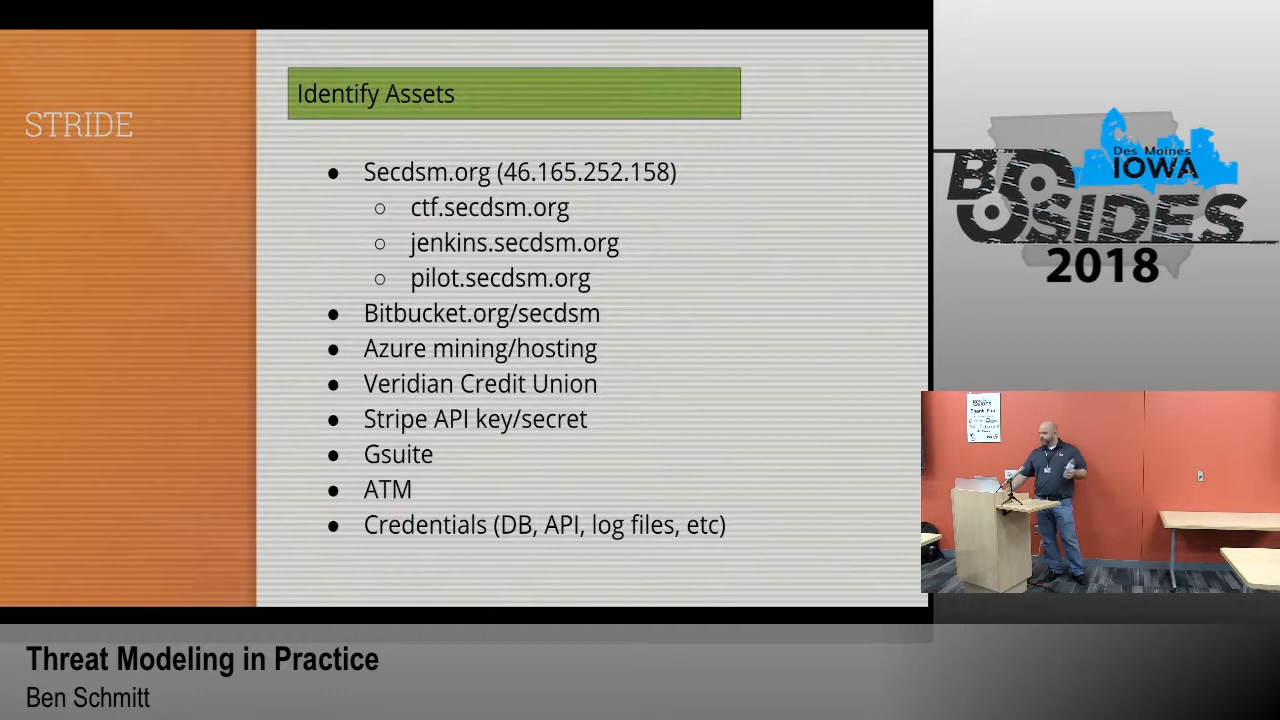 STRIDE
Identify Assets
● Secdsm.org (46.165.252.158)
○ ctf.secdsm.org
○ jenkins.secdsm.org
○ pilot.secdsm.org
● Bitbucket.org/secdsm
● Azure mining/hosting
● Veridian Credit Union
● Stripe API key/secret
● Gsuite
● ATM
● Credentials (DB, API, log files, etc)
Des Moines
IOWA
BSIDES
2018
Thank You
Threat Modeling in Practice
Ben Schmitt